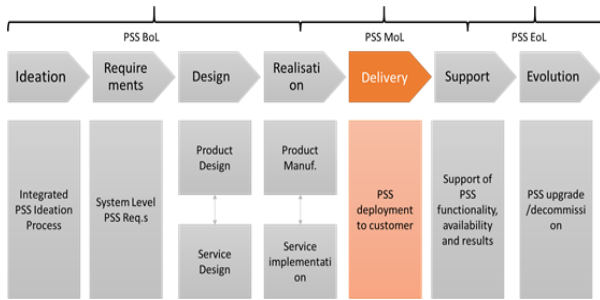 PSS BoL
PSS MoL
PSS EoL
Ideation
Require
ments
Design
Realisati
on
Delivery
Support
Evolution
Integrated
PSS Ideation
Process
System Level
PSS Req.s
Product
Design
Service
Design
Product
Manuf.
Service
implementati
on
PSS
deployment
to customer
Support of
PSS
functionality,
availability
and results
PSS upgrade
/decommissi
on